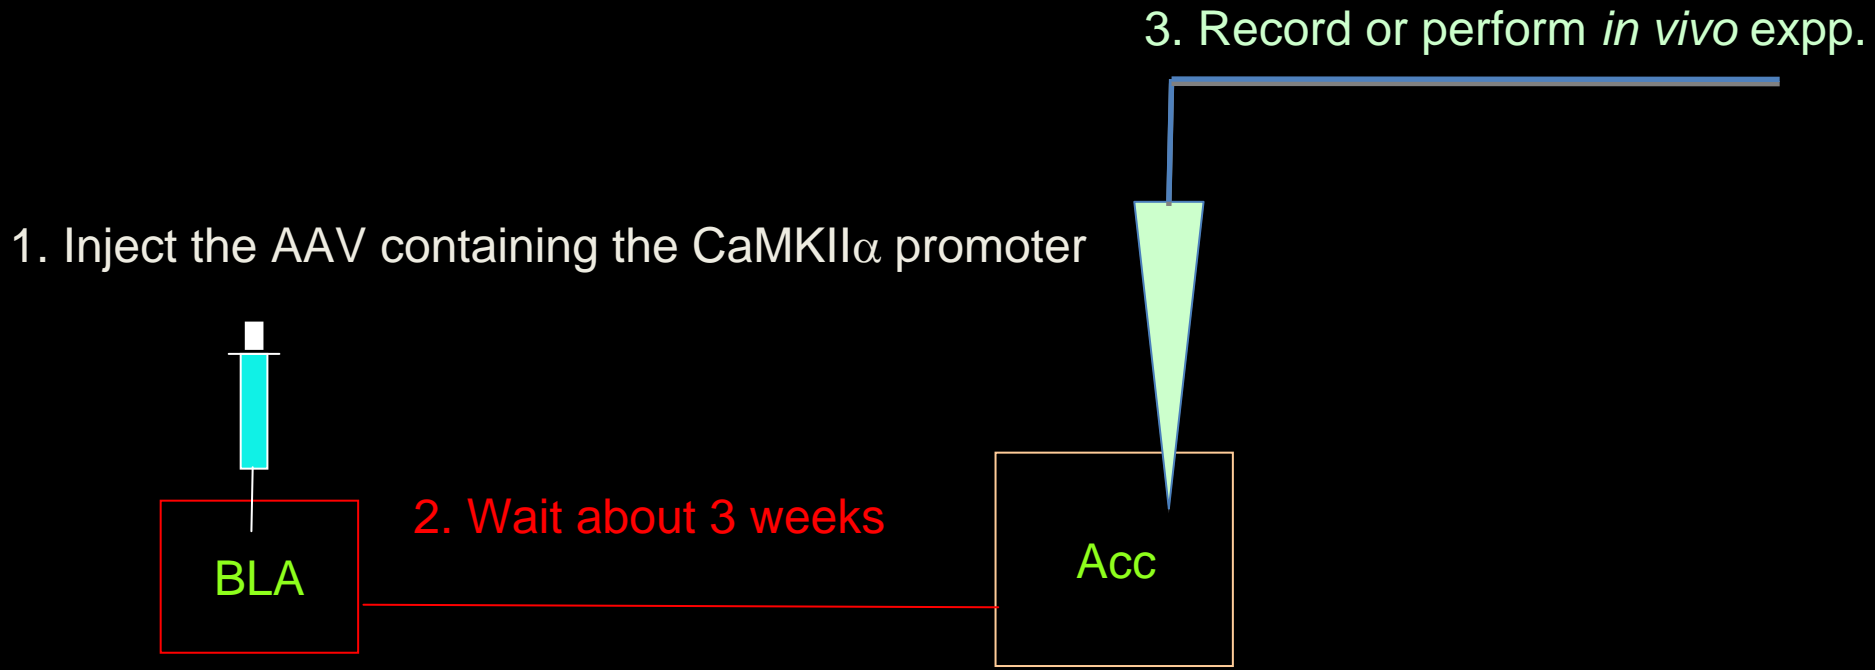 3. Record or perform in vivo expp.
1. Inject the AAV containing the CaMKIIα promoter
2. Wait about 3 weeks
BLA
Acc